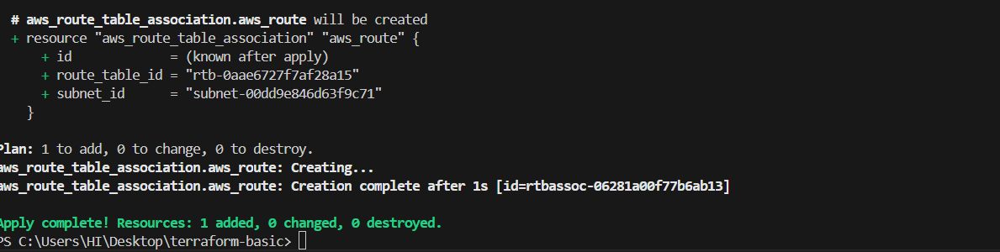 # aws_route_table_association.aws_route will be created
+ resource "aws_route_table_association" "aws_route" {
+ id = (known after apply)
+ route_table_id = "rtb-0aae6727f7af28a15"
+ subnet_id = "subnet-00dd9e846d63f9c71"
}
Plan: 1 to add, 0 to change, 0 to destroy.
aws_route_table_association.aws_route: Creating...
aws_route_table_association.aws_route: Creation complete after 1s [id=rtbassoc-06281a00f77b6ab13]
Apply complete! Resources: 1 added, 0 changed, 0 destroyed.
PS C:\Users\HI\Desktop\terraform-basic>